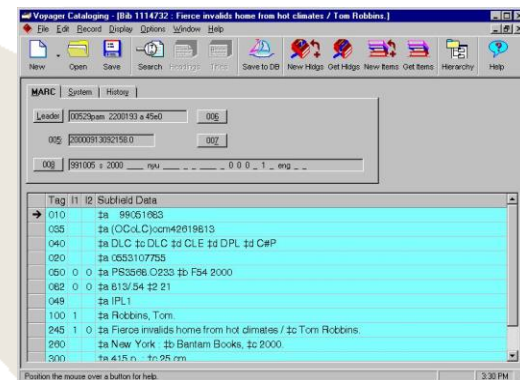 Voyager Cataloging - [Bib 1114732 : Fierce invalids home from hot climates / Tom Robbins.]
File Edit Record Display Options Window Help
New Open Save Search Headings Titles Save to DB New Hldgs Get Hldgs New Items Get Items Hierarchy Help
MARC System History
Leader 00529pam 2200193 a 45e0 006
005: 20000913092158.0 007
008 991005 s 2000 ___ nyu ___ _ _ _ ____ _ 0 0 0 _ 1 _ eng _ _
Tag I1 I2 Subfield Data
010 ‡a 99051663
035 ‡a (OCoLC)ocm42619813
040 ‡a DLC ‡c DLC ‡d CLE ‡d DPL ‡d C#P
020 ‡a 0553107755
050 0 0 ‡a PS3568.O233 ‡b F54 2000
082 0 0 ‡a 813/.54 ‡2 21
049 ‡a IPL1
100 1 ‡a Robbins, Tom.
245 1 0 ‡a Fierce invalids home from hot climates / ‡c Tom Robbins.
260 ‡a New York : ‡b Bantam Books, ‡c 2000.
300 ‡a 415 p. ; ‡c 25 cm.
Position the mouse over a button for help. 3:30 PM